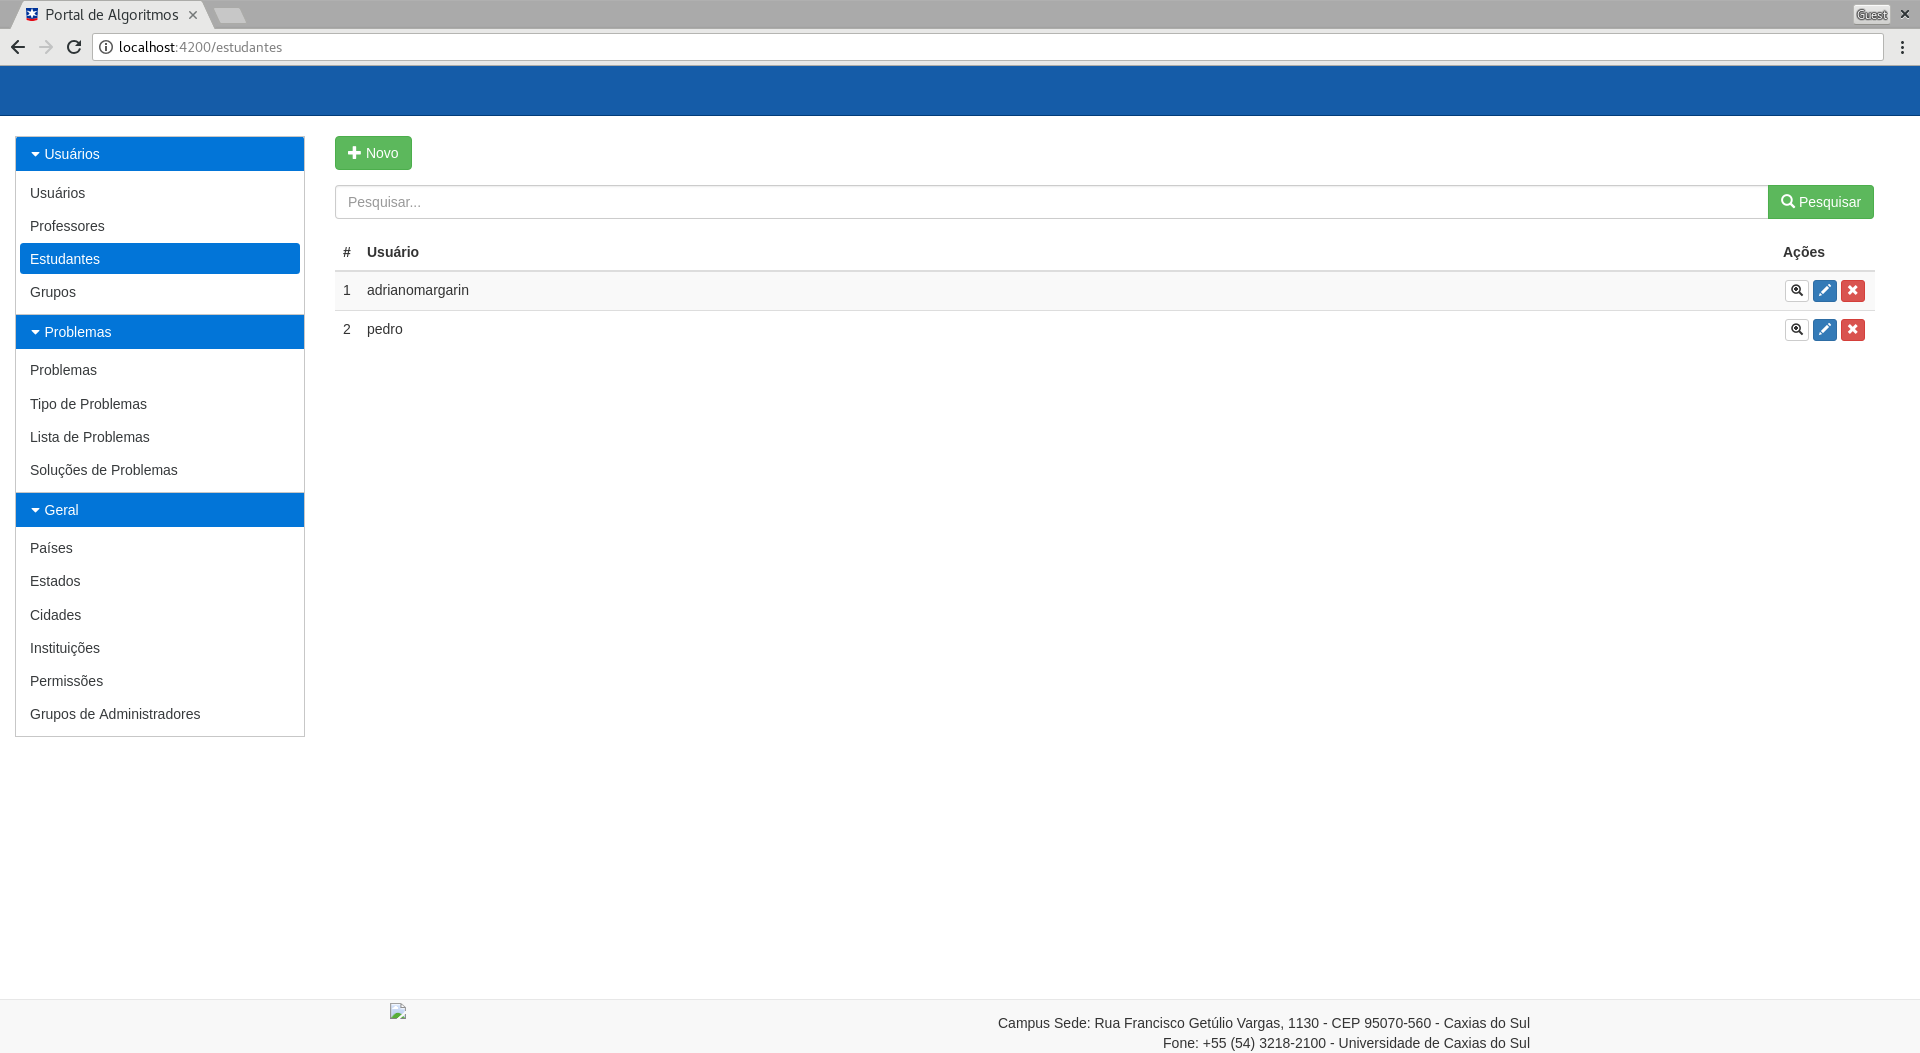 Portal de Algoritmos
Guest
localhost:4200/estudantes
Usuários
Usuários
Professores
Estudantes
Grupos
Problemas
Problemas
Tipo de Problemas
Lista de Problemas
Soluções de Problemas
Geral
Países
Estados
Cidades
Instituições
Permissões
Grupos de Administradores
Novo
Pesquisar...
Pesquisar
# Usuário Ações
1 adrianomargarin
2 pedro
Campus Sede: Rua Francisco Getúlio Vargas, 1130 - CEP 95070-560 - Caxias do Sul
Fone: +55 (54) 3218-2100 - Universidade de Caxias do Sul